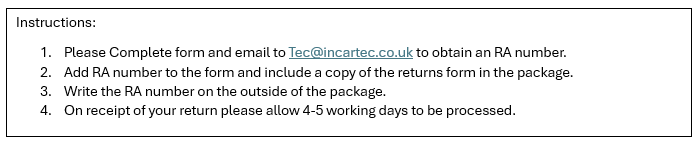 Instructions:
1. Please Complete form and email to Tec@incartec.co.uk to obtain an RA number.
2. Add RA number to the form and include a copy of the returns form in the package.
3. Write the RA number on the outside of the package.
4. On receipt of your return please allow 4-5 working days to be processed.